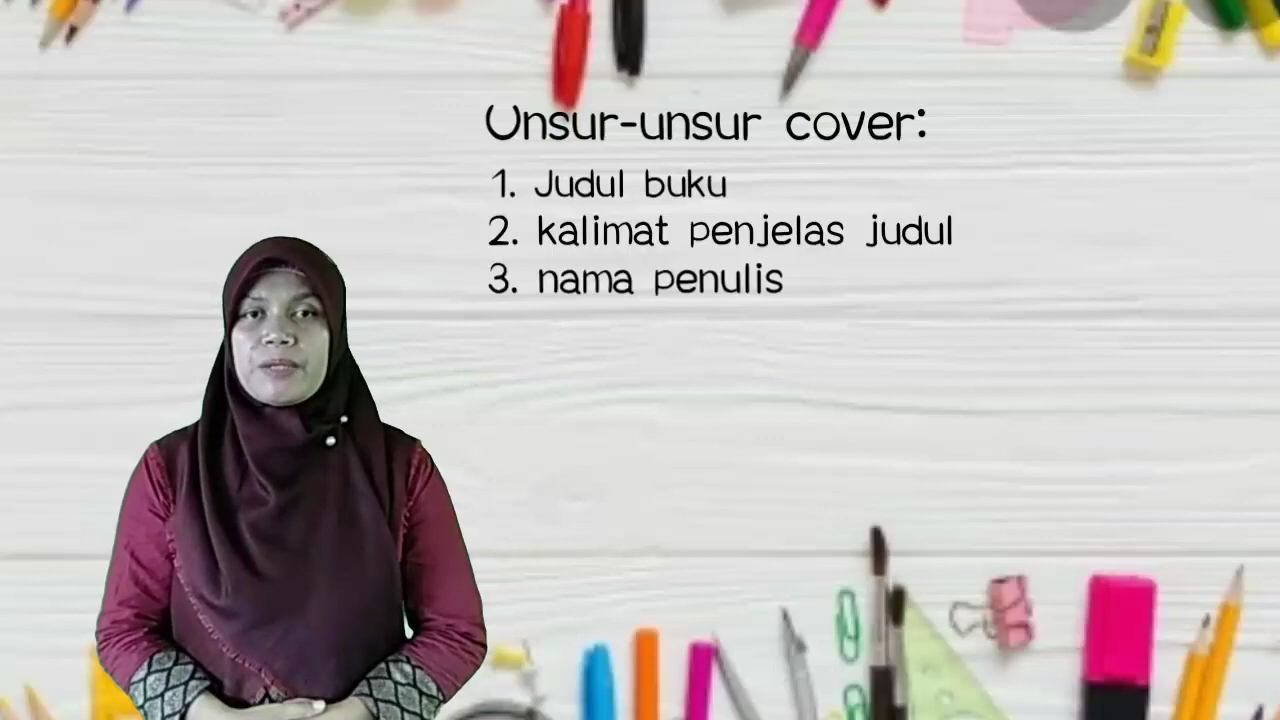 Unsur-unsur cover:
1. Judul buku
2. kalimat penjelas judul
3. nama penulis